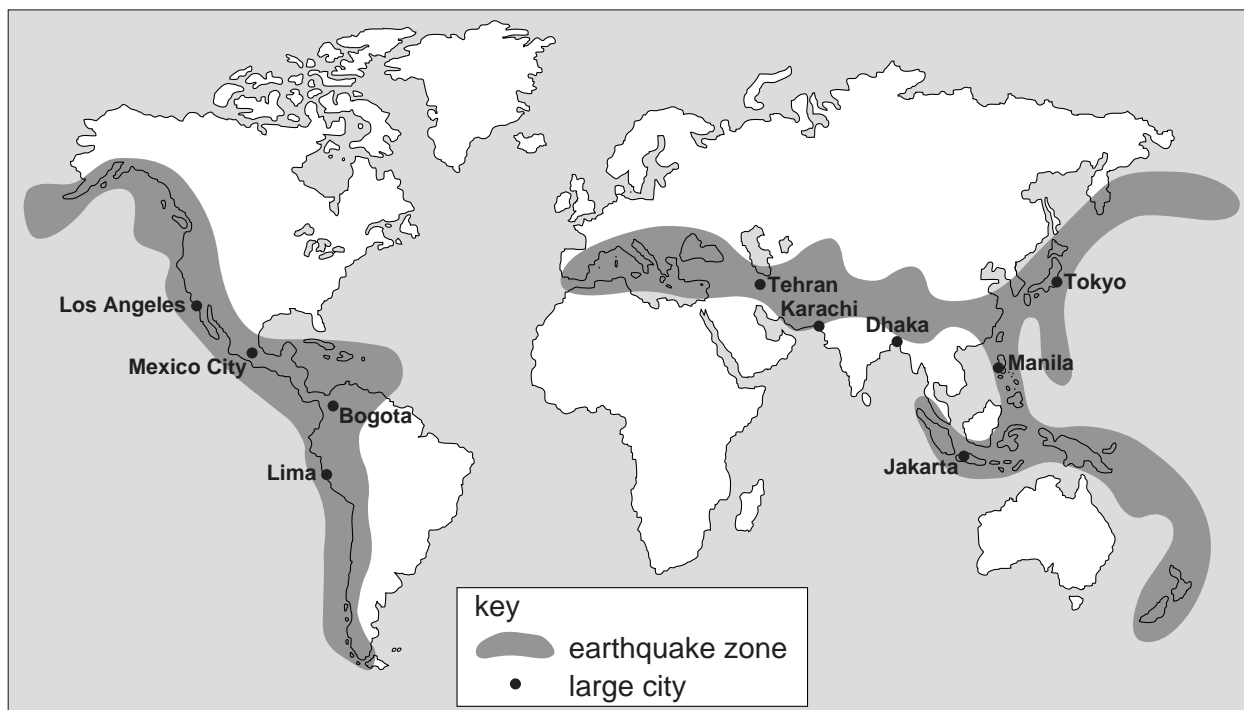 Los Angeles
Mexico City
Bogota
Lima
Tehran
Karachi
Dhaka
Tokyo
Manila
Jakarta
key
earthquake zone
large city